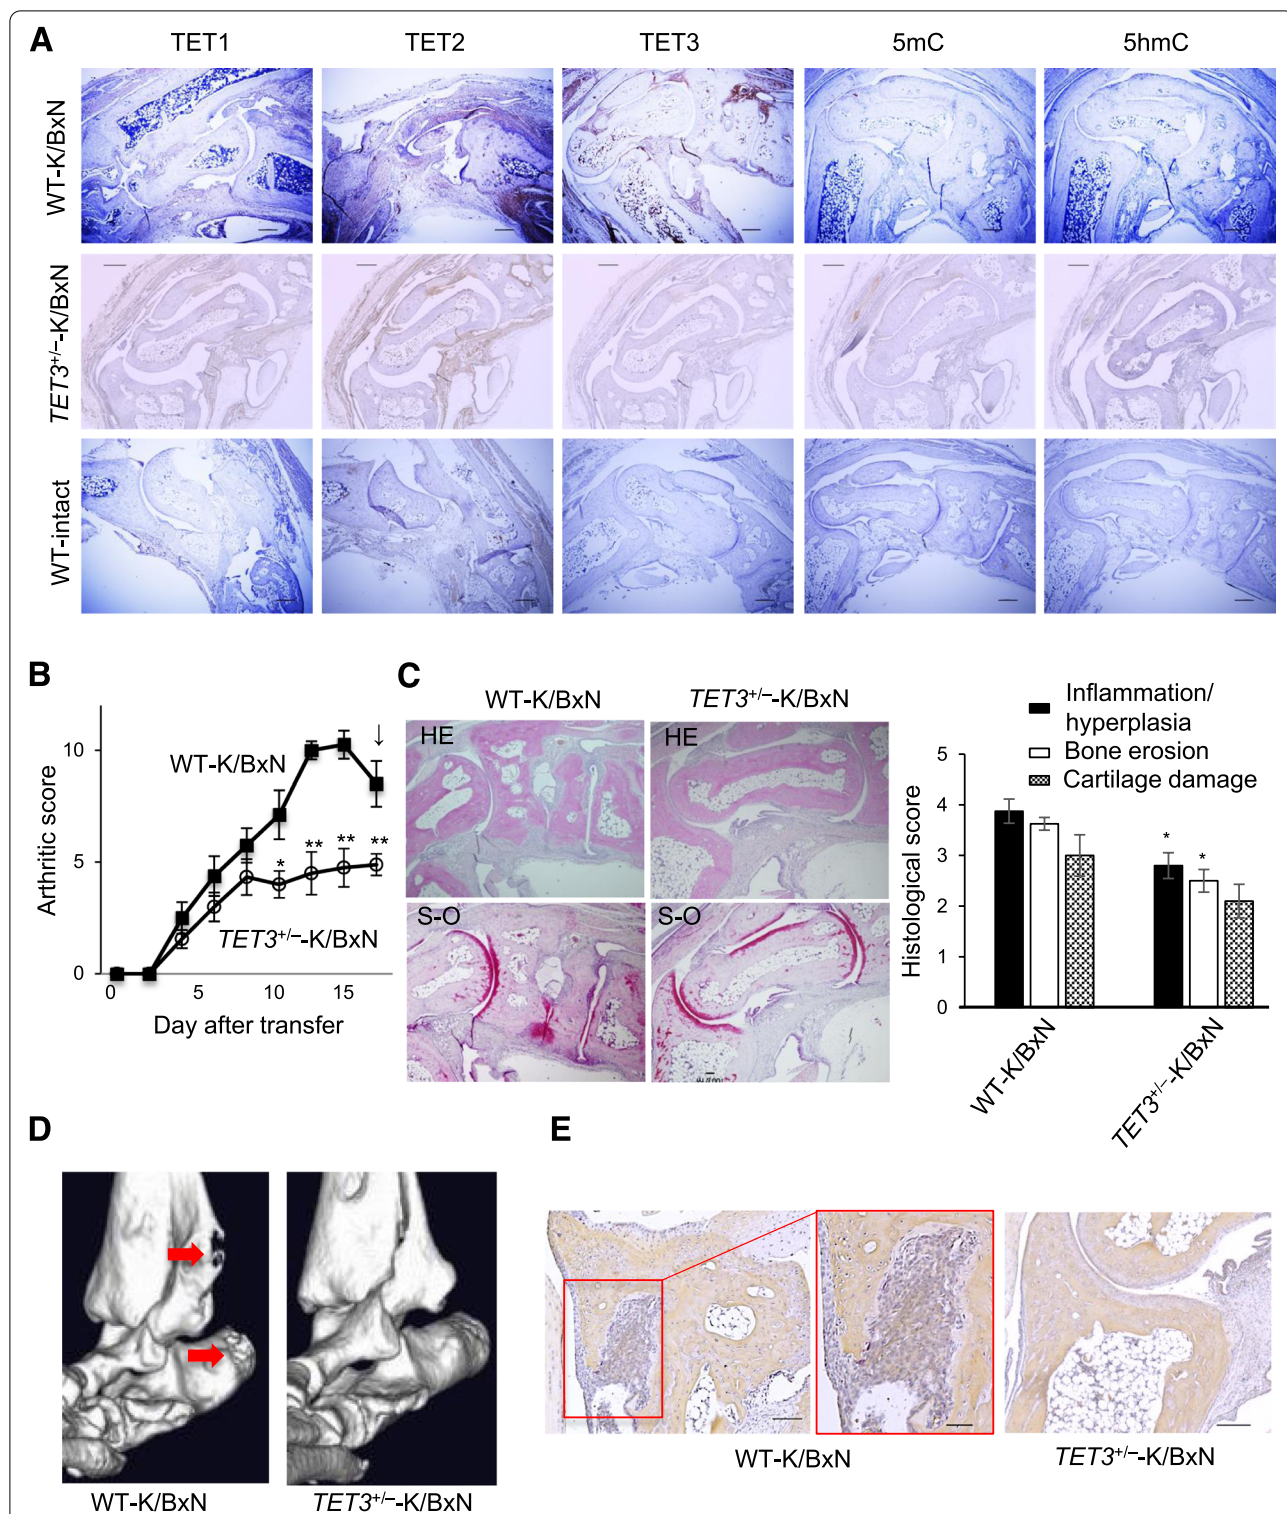 A
TET1 TET2 TET3 5mC 5hmC
WT-K/BxN
TET3+/–-K/BxN
WT-intact
B
Arthritic score
10
5
0
WT-K/BxN
↓
* ** ** **
TET3+/–-K/BxN
0 5 10 15
Day after transfer
C
WT-K/BxN TET3+/–-K/BxN
HE HE
S-O S-O
Inflammation/
hyperplasia
Bone erosion
Cartilage damage
Histological score
5
4
3
2
1
0
* *
WT-K/BxN
TET3+/–-K/BxN
D
WT-K/BxN TET3+/–-K/BxN
E
WT-K/BxN TET3+/–-K/BxN